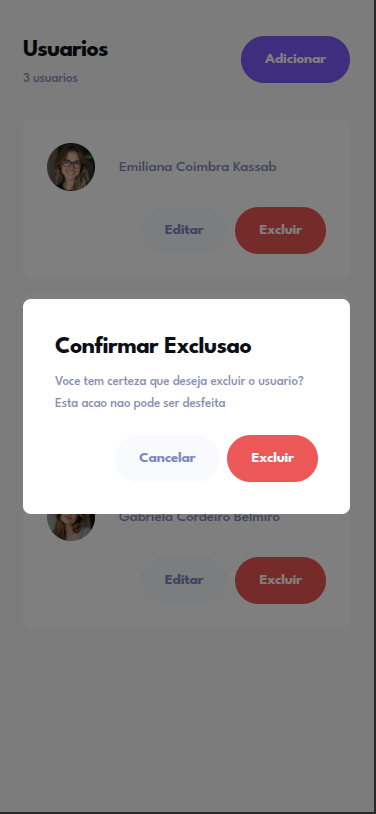 Usuarios
3 usuarios
Adicionar
Emiliana Coimbra Kassab
Editar
Excluir
Confirmar Exclusao
Voce tem certeza que deseja excluir o usuario?
Esta acao nao pode ser desfeita
Cancelar
Excluir
Gabriela Cordeiro Belmiro
Editar
Excluir